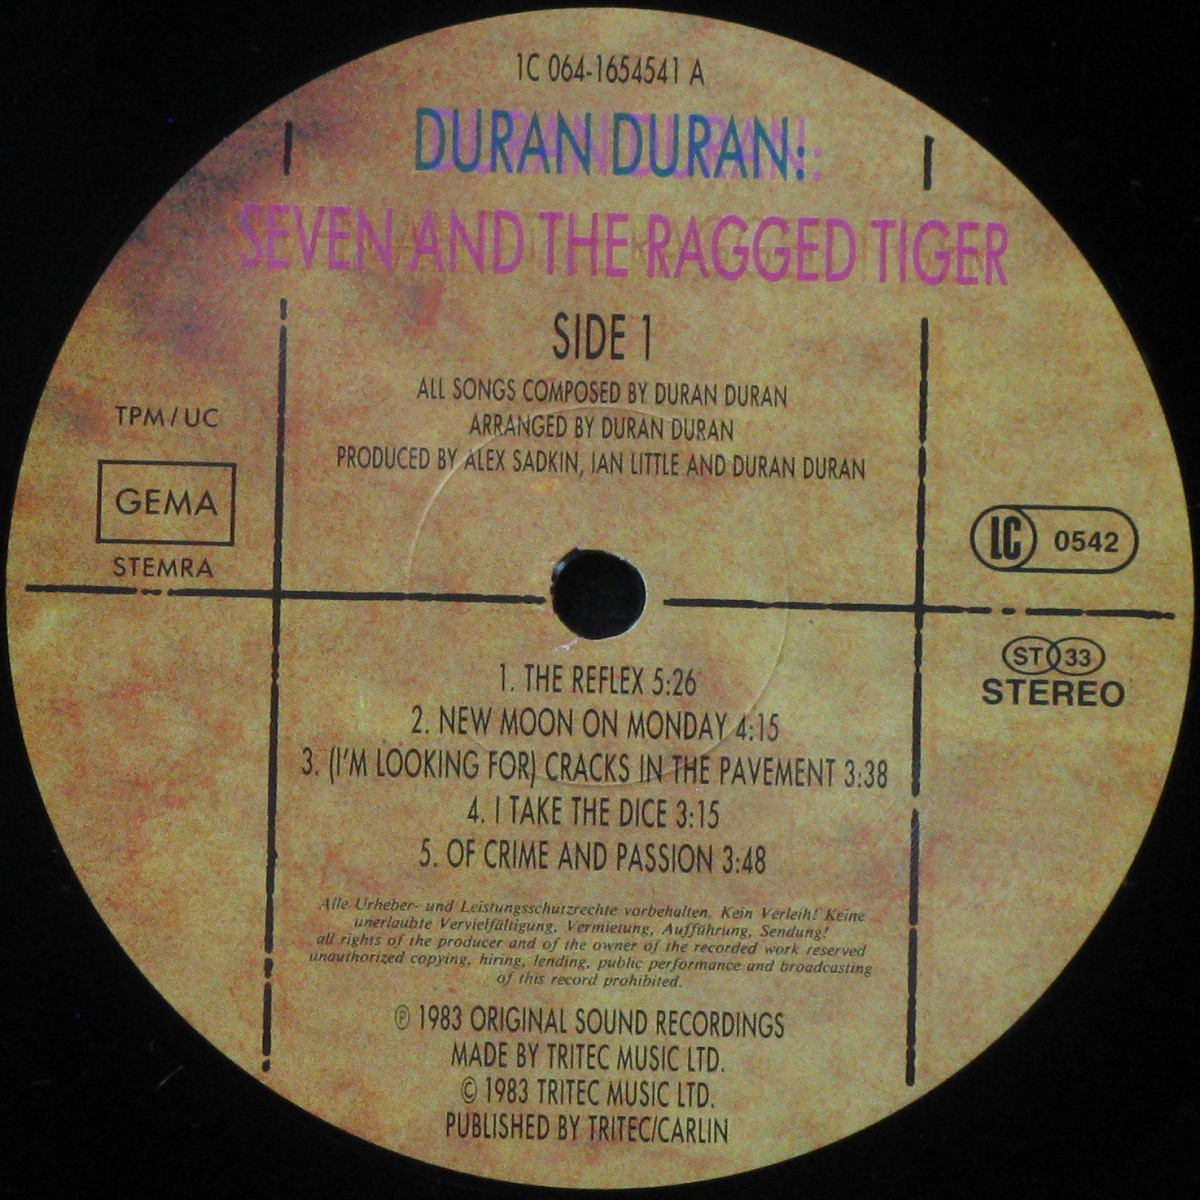 1C 064-1654541 A
DURAN DURAN:
SEVEN AND THE RAGGED TIGER
SIDE 1
ALL SONGS COMPOSED BY DURAN DURAN
ARRANGED BY DURAN DURAN
PRODUCED BY ALEX SADKIN, IAN LITTLE AND DURAN DURAN
TPM/UC
GEMA
STEMRA
LC 0542
ST 33
STEREO
1. THE REFLEX 5:26
2. NEW MOON ON MONDAY 4:15
3. (I'M LOOKING FOR) CRACKS IN THE PAVEMENT 3:38
4. I TAKE THE DICE 3:15
5. OF CRIME AND PASSION 3:48
Alle Urheber- und Leistungsschutzrechte vorbehalten. Kein Verleih! Keine
unerlaubte Vervielfältigung, Vermietung, Aufführung, Sendung!
all rights of the producer and of the owner of the recorded work reserved
unauthorized copying, hiring, lending, public performance and broadcasting
of this record prohibited.
℗ 1983 ORIGINAL SOUND RECORDINGS
MADE BY TRITEC MUSIC LTD.
© 1983 TRITEC MUSIC LTD.
PUBLISHED BY TRITEC/CARLIN